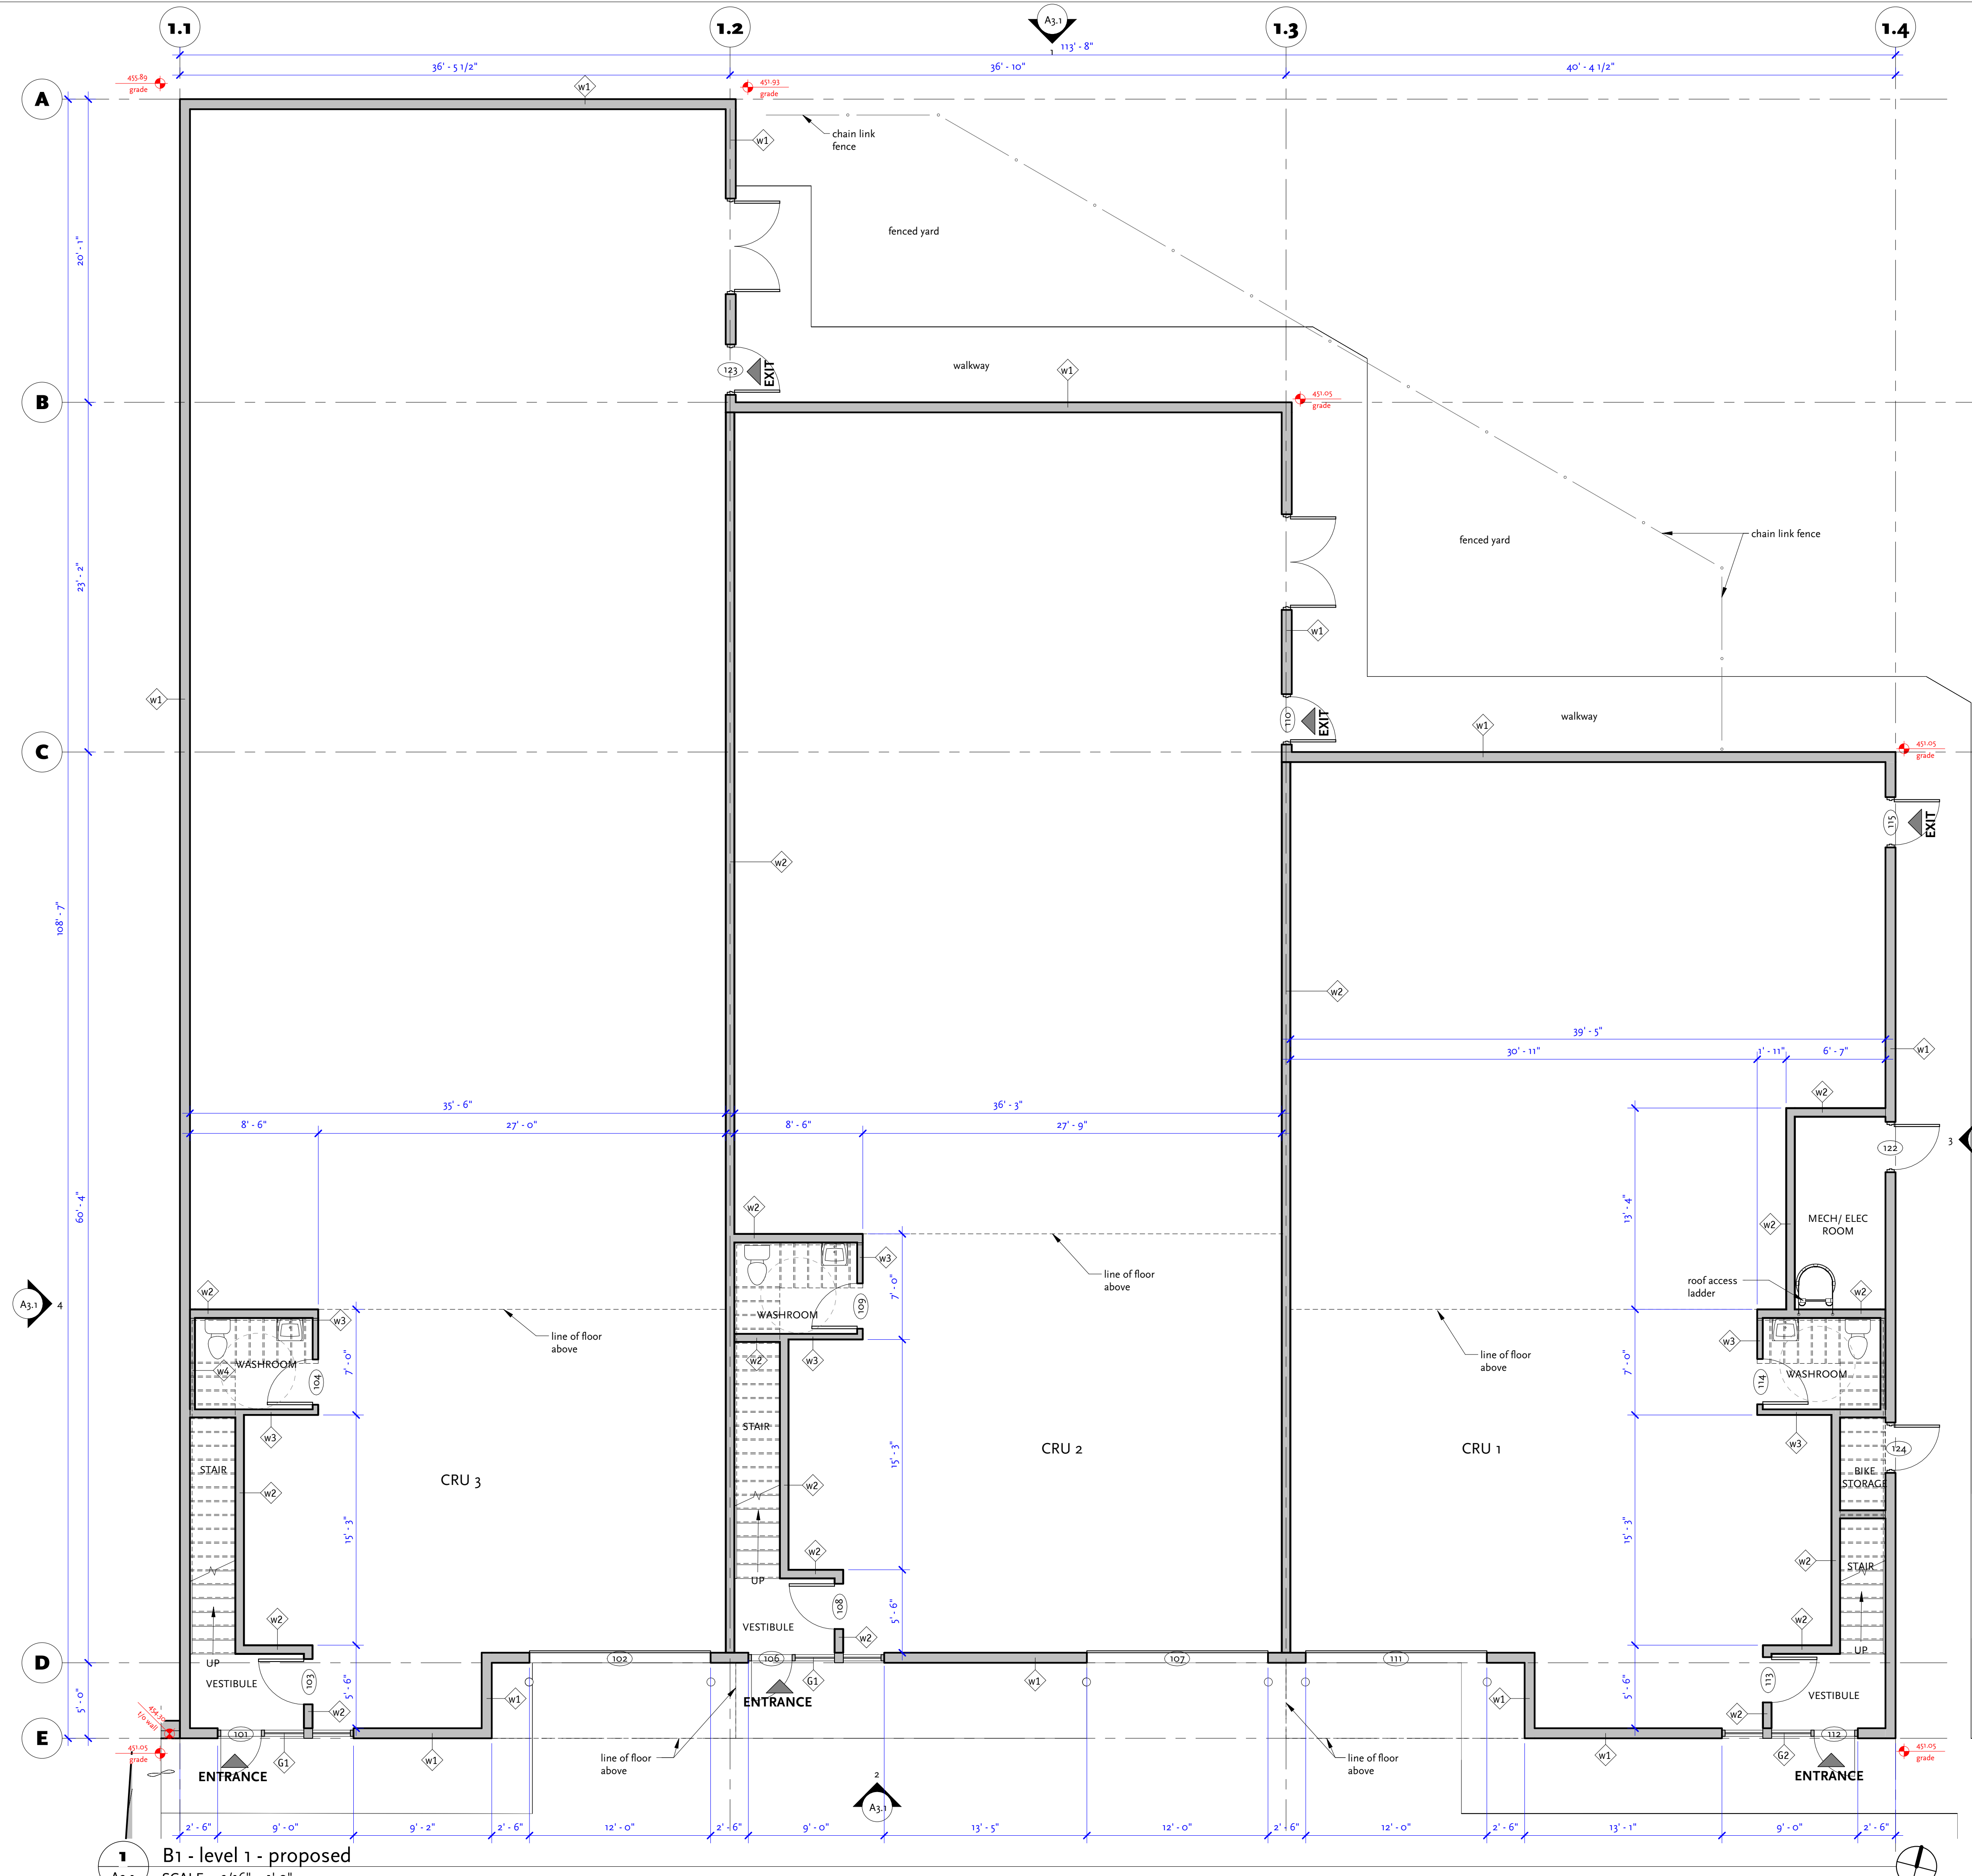 1.1
1.2
A3.1
1
1.3
1.4
113' - 8"
36' - 5 1/2"
36' - 10"
40' - 4 1/2"
455.89
grade
451.93
grade
w1
A
chain link
fence
w1
fenced yard
20' - 1"
walkway
w1
123
EXIT
B
451.05
grade
chain link fence
fenced yard
23' - 2"
w1
w1
110
EXIT
walkway
w1
C
451.05
grade
115
EXIT
w2
108' - 7"
w2
39' - 5"
30' - 11"
1' - 11"
6' - 7"
w1
w2
35' - 6"
36' - 3"
8' - 6"
27' - 0"
8' - 6"
27' - 9"
122
3
60' - 4"
13' - 4"
w2
w2
MECH/ ELEC
ROOM
w3
line of floor
above
7' - 0"
109
WASHROOM
roof access
ladder
w2
w2
A3.1
4
w3
line of floor
above
w2
w3
line of floor
above
w3
WASHROOM
w4
104
7' - 0"
114
WASHROOM
7' - 0"
w3
STAIR
w3
CRU 2
CRU 1
124
15' - 3"
STAIR
CRU 3
BIKE
STORAGE
w2
w2
15' - 3"
w2
15' - 3"
w2
STAIR
UP
108
5' - 6"
w2
w2
VESTIBULE
w2
UP
D
UP
102
106
107
111
VESTIBULE
103
5' - 6"
G1
w1
113
5' - 6"
VESTIBULE
5' - 0"
w2
w1
ENTRANCE
w1
w2
454.30
t/o wall
E
101
112
451.05
grade
G1
w1
line of floor
above
line of floor
above
w1
G2
451.05
grade
ENTRANCE
ENTRANCE
2
A3.1
2' - 6"
9' - 0"
9' - 2"
2' - 6"
12' - 0"
2' - 6"
9' - 0"
13' - 5"
12' - 0"
2' - 6"
12' - 0"
2' - 6"
13' - 1"
9' - 0"
2' - 6"
1
B1 - level 1 - proposed